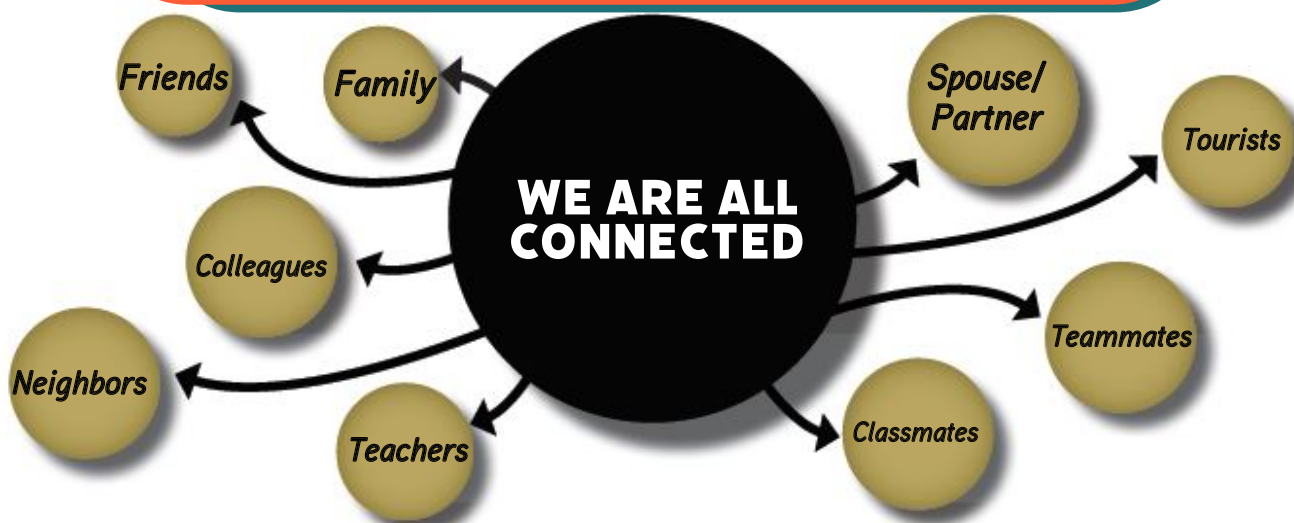 Friends
Family
Spouse/
Partner
Tourists
WE ARE ALL
CONNECTED
Colleagues
Teammates
Neighbors
Teachers
Classmates